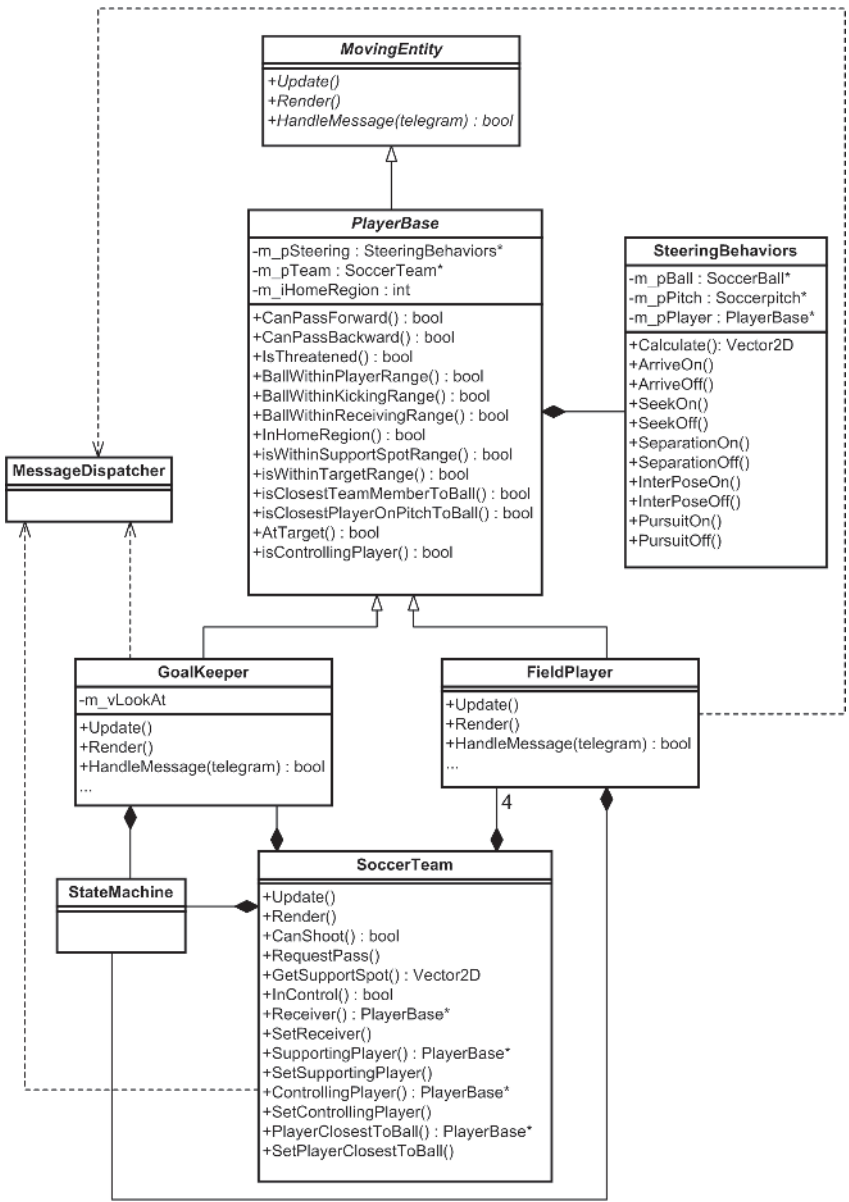 MovingEntity
+Update()
+Render()
+HandleMessage(telegram) : bool
PlayerBase
-m_pSteering : SteeringBehaviors*
-m_pTeam : SoccerTeam*
-m_iHomeRegion : int
+CanPassForward() : bool
+CanPassBackward() : bool
+IsThreatened() : bool
+BallWithinPlayerRange() : bool
+BallWithinKickingRange() : bool
+BallWithinReceivingRange() : bool
+InHomeRegion() : bool
+isWithinSupportSpotRange() : bool
+isWithinTargetRange() : bool
+isClosestTeamMemberToBall() : bool
+isClosestPlayerOnPitchToBall() : bool
+AtTarget() : bool
+isControllingPlayer() : bool
SteeringBehaviors
-m_pBall : SoccerBall*
-m_pPitch : Soccerpitch*
-m_pPlayer : PlayerBase*
+Calculate(): Vector2D
+ArriveOn()
+ArriveOff()
+SeekOn()
+SeekOff()
+SeparationOn()
+SeparationOff()
+InterPoseOn()
+InterPoseOff()
+PursuitOn()
+PursuitOff()
MessageDispatcher
GoalKeeper
-m_vLookAt
+Update()
+Render()
+HandleMessage(telegram) : bool
...
FieldPlayer
+Update()
+Render()
+HandleMessage(telegram) : bool
...
4
StateMachine
SoccerTeam
+Update()
+Render()
+CanShoot() : bool
+RequestPass()
+GetSupportSpot() : Vector2D
+InControl() : bool
+Receiver() : PlayerBase*
+SetReceiver()
+SupportingPlayer() : PlayerBase*
+SetSupportingPlayer()
+ControllingPlayer() : PlayerBase*
+SetControllingPlayer()
+PlayerClosestToBall() : PlayerBase*
+SetPlayerClosestToBall()